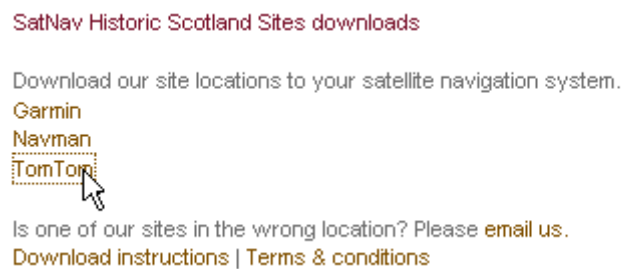 SatNav Historic Scotland Sites downloads
Download our site locations to your satellite navigation system.
Garmin
Navman
TomTom
Is one of our sites in the wrong location? Please email us.
Download instructions | Terms & conditions